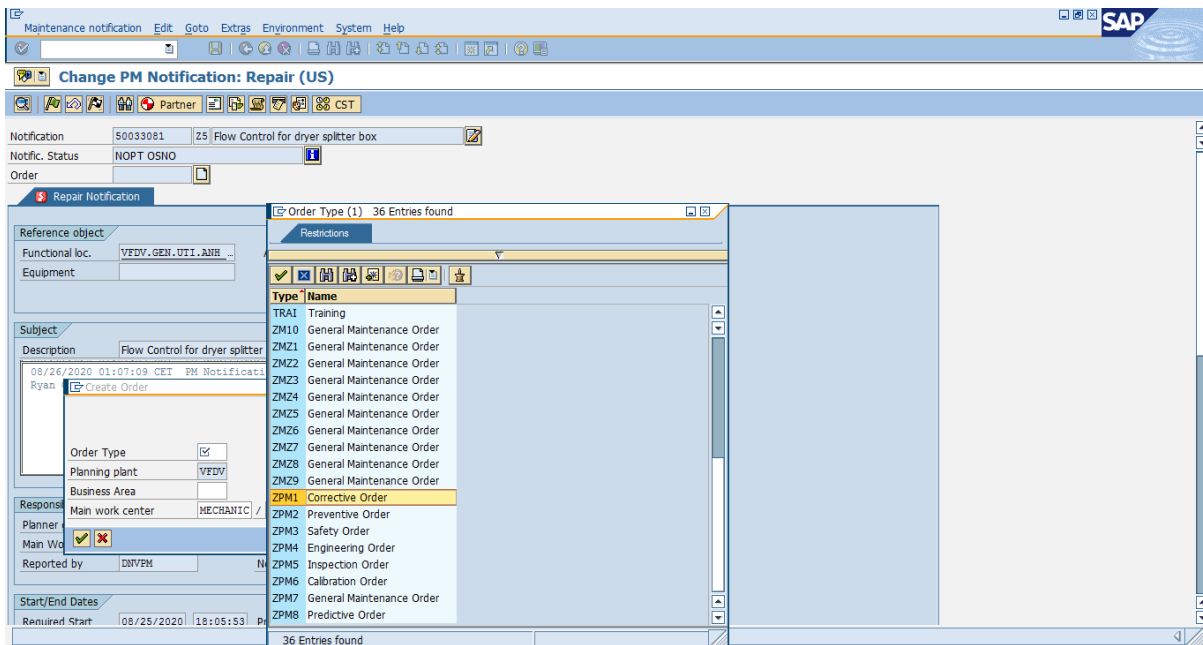 Maintenance notification Edit Goto Extras Environment System Help
SAP
Change PM Notification: Repair (US)
Partner CST
Notification 50033081 Z5 Flow Control for dryer splitter box
Notific. Status NOPT OSNO
Order
Repair Notification
Reference object
Functional loc. VFDV.GEN.UTI.ANH ...
Equipment
Subject
Description Flow Control for dryer splitter
08/26/2020 01:07:09 CET PM Notificati
Ryan
Create Order
Order Type
Planning plant VFDV
Business Area
Main work center MECHANIC /
Responsi
Planner
Main Wo
Reported by DNVPM
Start/End Dates
Required Start 08/25/2020 18:05:53
Order Type (1) 36 Entries found
Restrictions
Type Name
TRAI Training
ZM10 General Maintenance Order
ZMZ1 General Maintenance Order
ZMZ2 General Maintenance Order
ZMZ3 General Maintenance Order
ZMZ4 General Maintenance Order
ZMZ5 General Maintenance Order
ZMZ6 General Maintenance Order
ZMZ7 General Maintenance Order
ZMZ8 General Maintenance Order
ZMZ9 General Maintenance Order
ZPM1 Corrective Order
ZPM2 Preventive Order
ZPM3 Safety Order
ZPM4 Engineering Order
ZPM5 Inspection Order
ZPM6 Calibration Order
ZPM7 General Maintenance Order
ZPM8 Predictive Order
36 Entries found